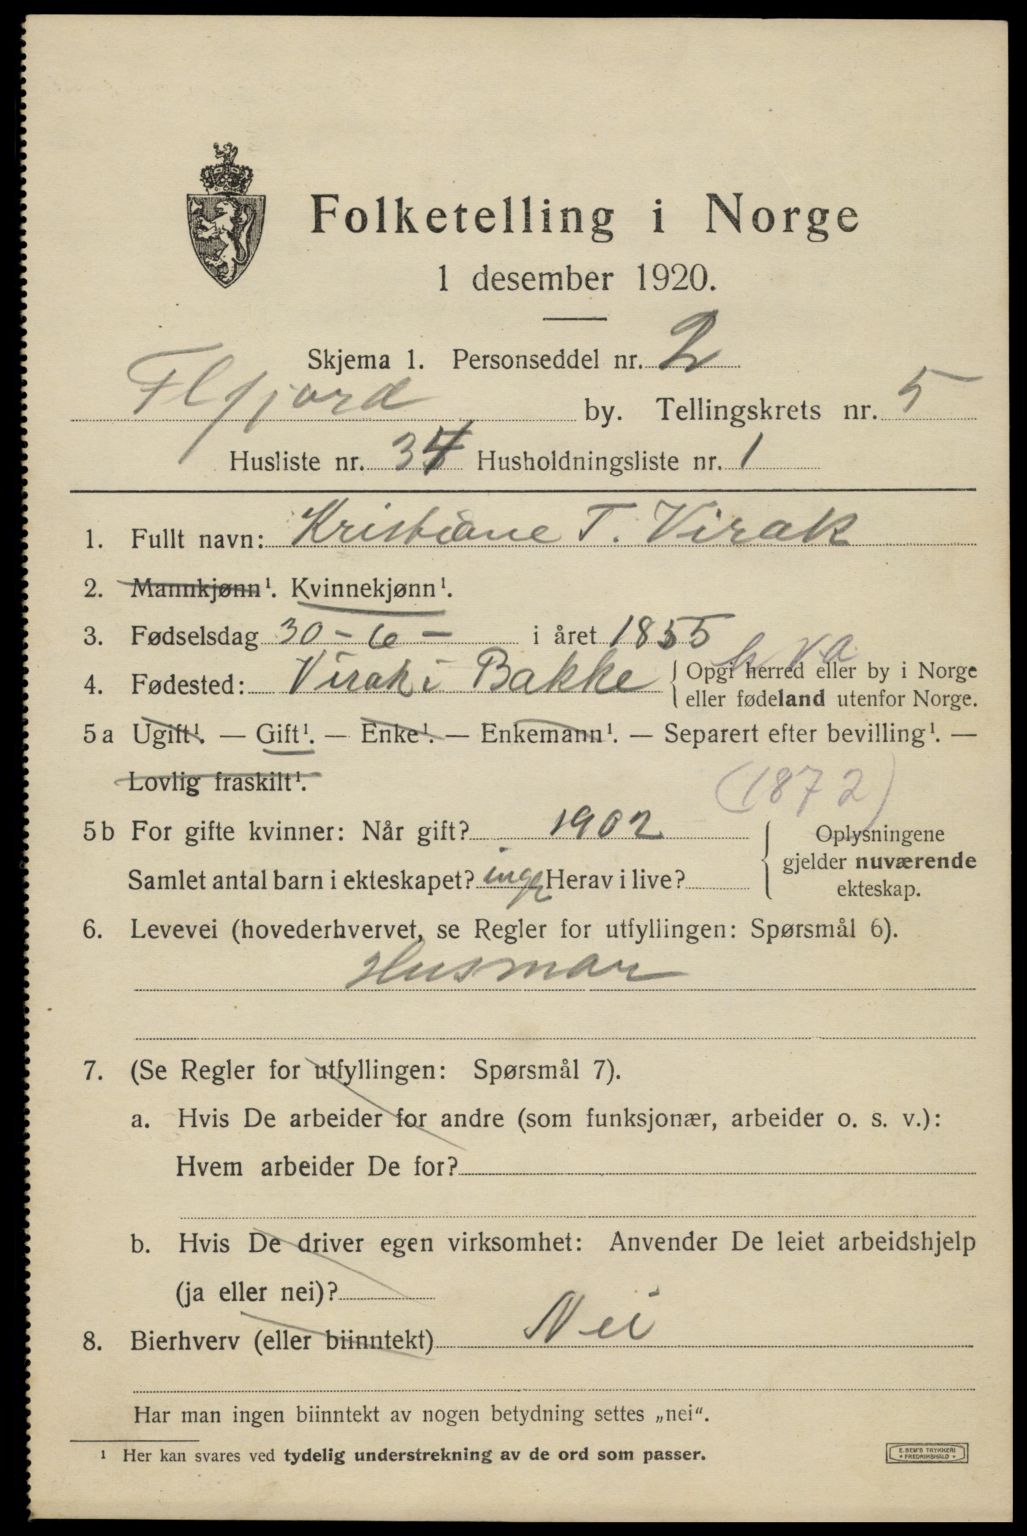 Folketelling i Norge
1 desember 1920.
Skjema 1. Personseddel nr. 2
Flfjord by. Tellingskrets nr. 5
Husliste nr. 34 Husholdningsliste nr. 1
1. Fullt navn: Kristiane T. Virak
2. Mannkjønn¹. Kvinnekjønn¹.
3. Fødselsdag 30-6- i året 1855
4. Fødested: Virak i Bakke { Opgi herred eller by i Norge
eller fødeland utenfor Norge.
5 a Ugift¹. — Gift¹. — Enke¹. — Enkemann¹. — Separert efter bevilling¹. —
Lovlig fraskilt¹.
(1872)
5 b For gifte kvinner: Når gift? 1902
Samlet antal barn i ekteskapet? Herav i live?
{ Oplysningene
gjelder nuværende
ekteskap.
6. Levevei (hovederhvervet, se Regler for utfyllingen: Spørsmål 6).
Husmor
7. (Se Regler for utfyllingen: Spørsmål 7).
a. Hvis De arbeider for andre (som funksjonær, arbeider o. s. v.):
Hvem arbeider De for?
b. Hvis De driver egen virksomhet: Anvender De leiet arbeidshjelp
(ja eller nei)?
8. Bierhverv (eller biinntekt) Nei
Har man ingen biinntekt av nogen betydning settes „nei".
¹ Her kan svares ved tydelig understrekning av de ord som passer.
E. SEM'S TRYKKERI
FREDRIKSHALD